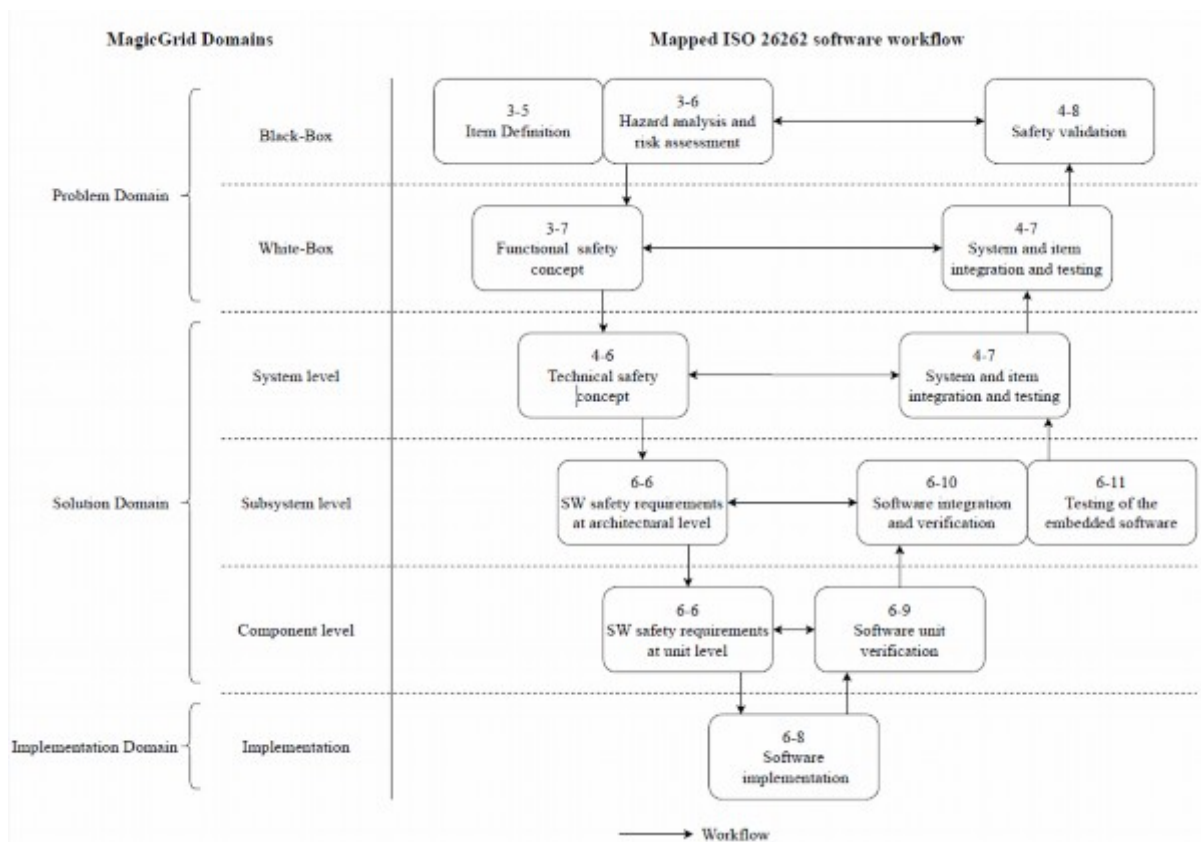 MagicGrid Domains
Mapped ISO 26262 software workflow
Problem Domain
Black-Box
3-5
Item Definition
3-6
Hazard analysis and
risk assessment
4-8
Safety validation
White-Box
3-7
Functional safety
concept
4-7
System and item
integration and testing
Solution Domain
System level
4-6
Technical safety
concept
4-7
System and item
integration and testing
Subsystem level
6-6
SW safety requirements
at architectural level
6-10
Software integration
and verification
6-11
Testing of the
embedded software
Component level
6-6
SW safety requirements
at unit level
6-9
Software unit
verification
Implementation Domain
Implementation
6-8
Software
implementation
Workflow